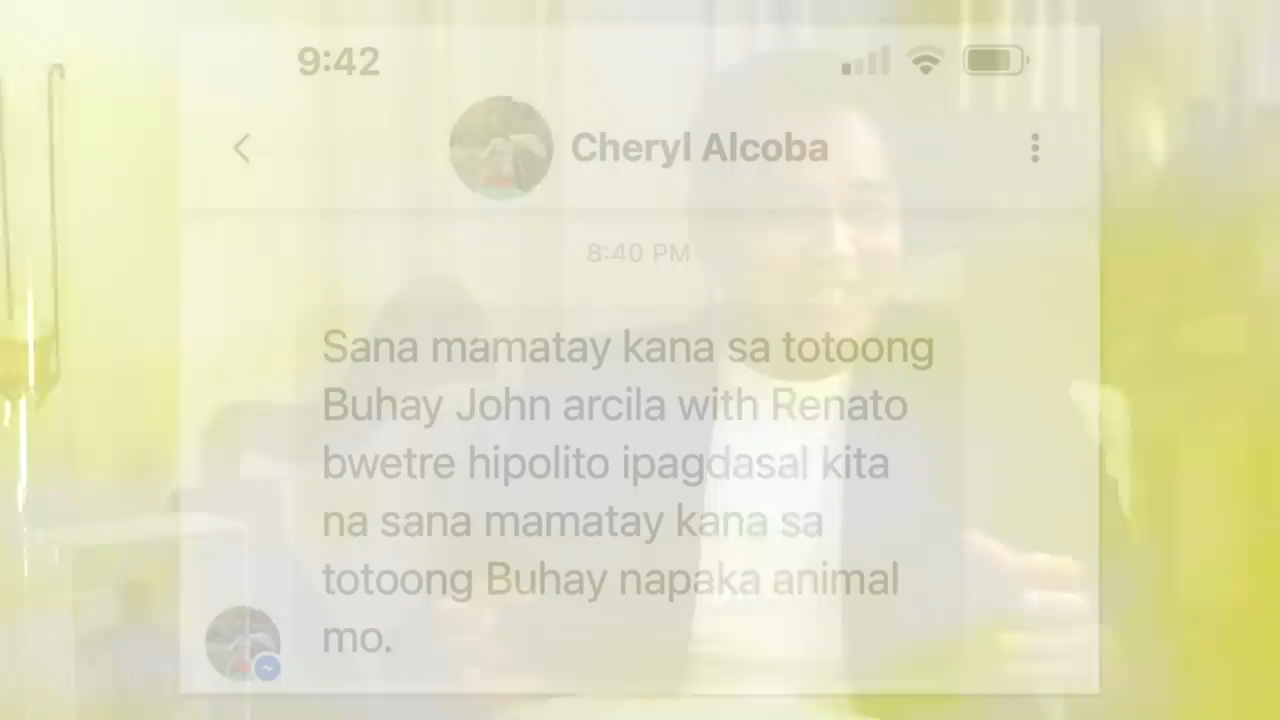 9:42
Cheryl Alcoba
8:40 PM
Sana mamatay kana sa totoong
Buhay John arcila with Renato
bwetre hipolito ipagdasal kita
na sana mamatay kana sa
totoong Buhay napaka animal
mo.